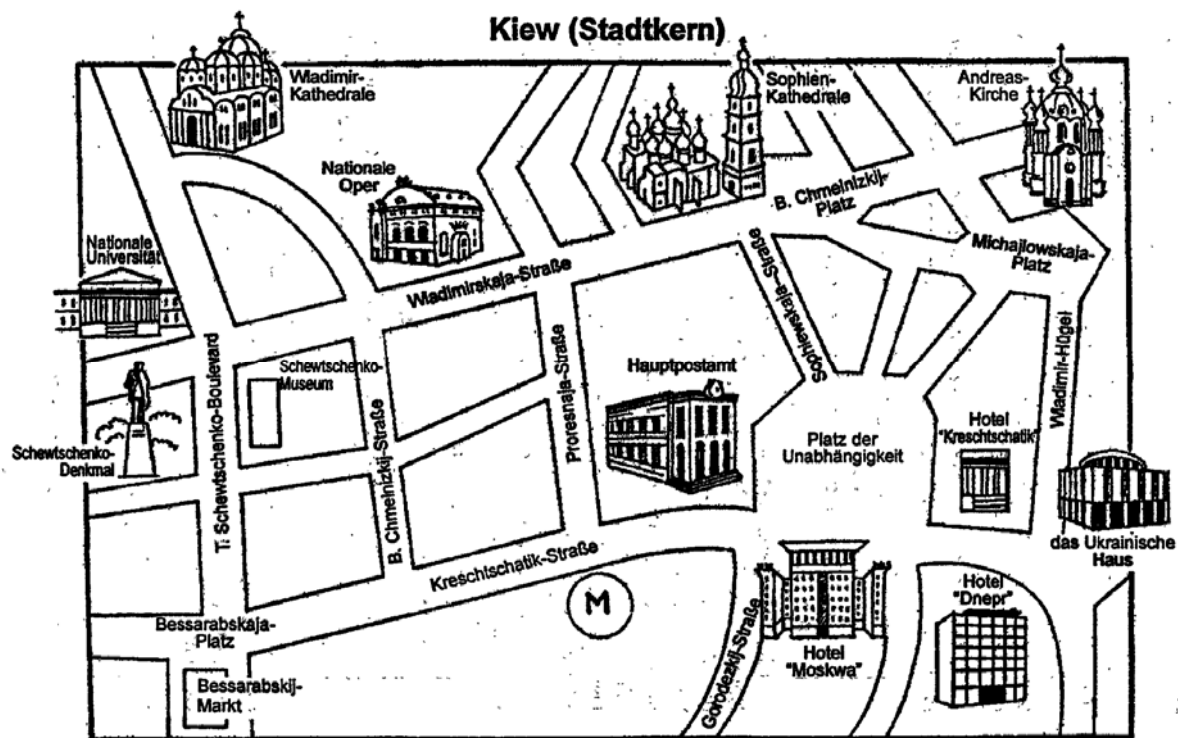 Kiew (Stadtkern)
Wladimir-
Kathedrale
Sophien-
Kathedrale
Andreas-
Kirche
Nationale
Oper
B. Chmelnizkij-
Platz
Nationale
Universität
Michajlowskaja-
Platz
Wladimirskaja-Straße
Sophiewskaja-Straße
Wladimir-Hügel
T. Schewtschenko-Boulevard
Schewtschenko-
Museum
B. Chmelnizkij-Straße
Proresnaja-Straße
Hauptpostamt
Platz der
Unabhängigkeit
Hotel
"Kreschtschatik"
Schewtschenko-
Denkmal
Kreschtschatik-Straße
das Ukrainische
Haus
M
Hotel
"Dnepr"
Bessarabskaja-
Platz
Gorodezkij-Straße
Hotel
"Moskwa"
Bessarabskij-
Markt